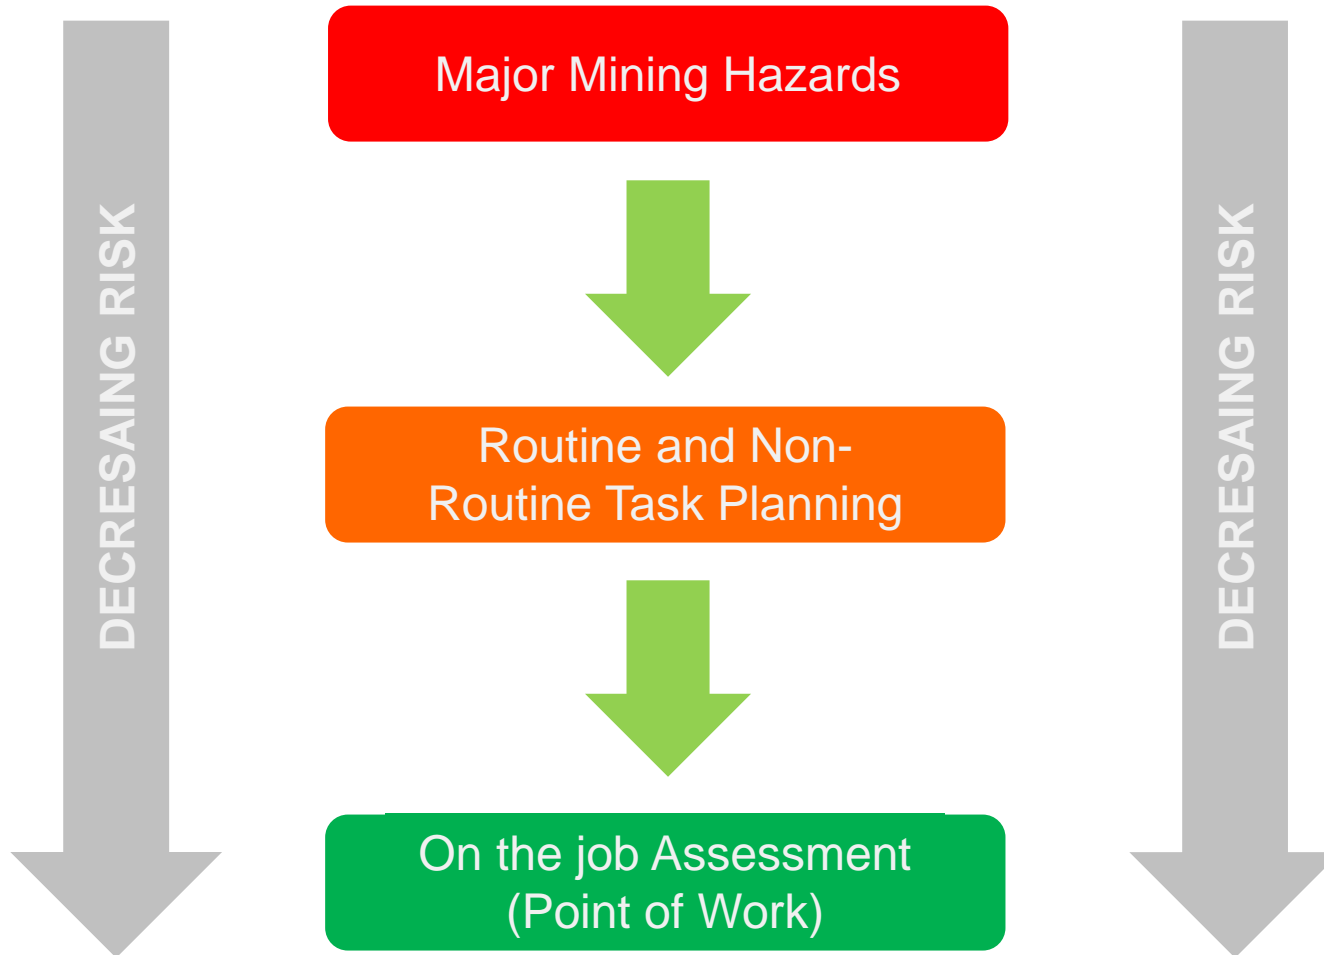 Major Mining Hazards
DECRESAING RISK
DECRESAING RISK
Routine and Non-
Routine Task Planning
On the job Assessment
(Point of Work)